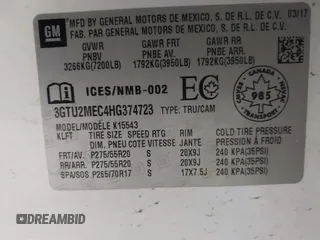 GM
MFD BY GENERAL MOTORS DE MEXICO, S. DE R.L. DE C.V. 03/17
FAB. PAR GENERAL MOTORS DE MEXICO, S. DE R.L. DE C.V.
GVWR GAWR FRT GAWR RR
PNBV PNBE AV. PNBE ARR.
3266KG(7200LB) 1792KG(3950LB) 1792KG(3950LB)
ICES/NMB-002 EC
CANADA
985
3GTU2MEC4HG374723 TYPE: TRU/CAM
MODEL/MODÈLE K15543
KLFT TIRE SIZE SPEED RTG RIM COLD TIRE PRESSURE
DIM. PNEU COTE VITESSE JANTE PRESSION À FROID
FRT/AV. P275/55R20 S 20X9J 240 KPA(35PSI)
RR/ARR. P275/55R20 S 20X9J 240 KPA(35PSI)
SPA/SOS P265/70R17 S 17X7.5J 240 KPA(35PSI)
DREAMBID